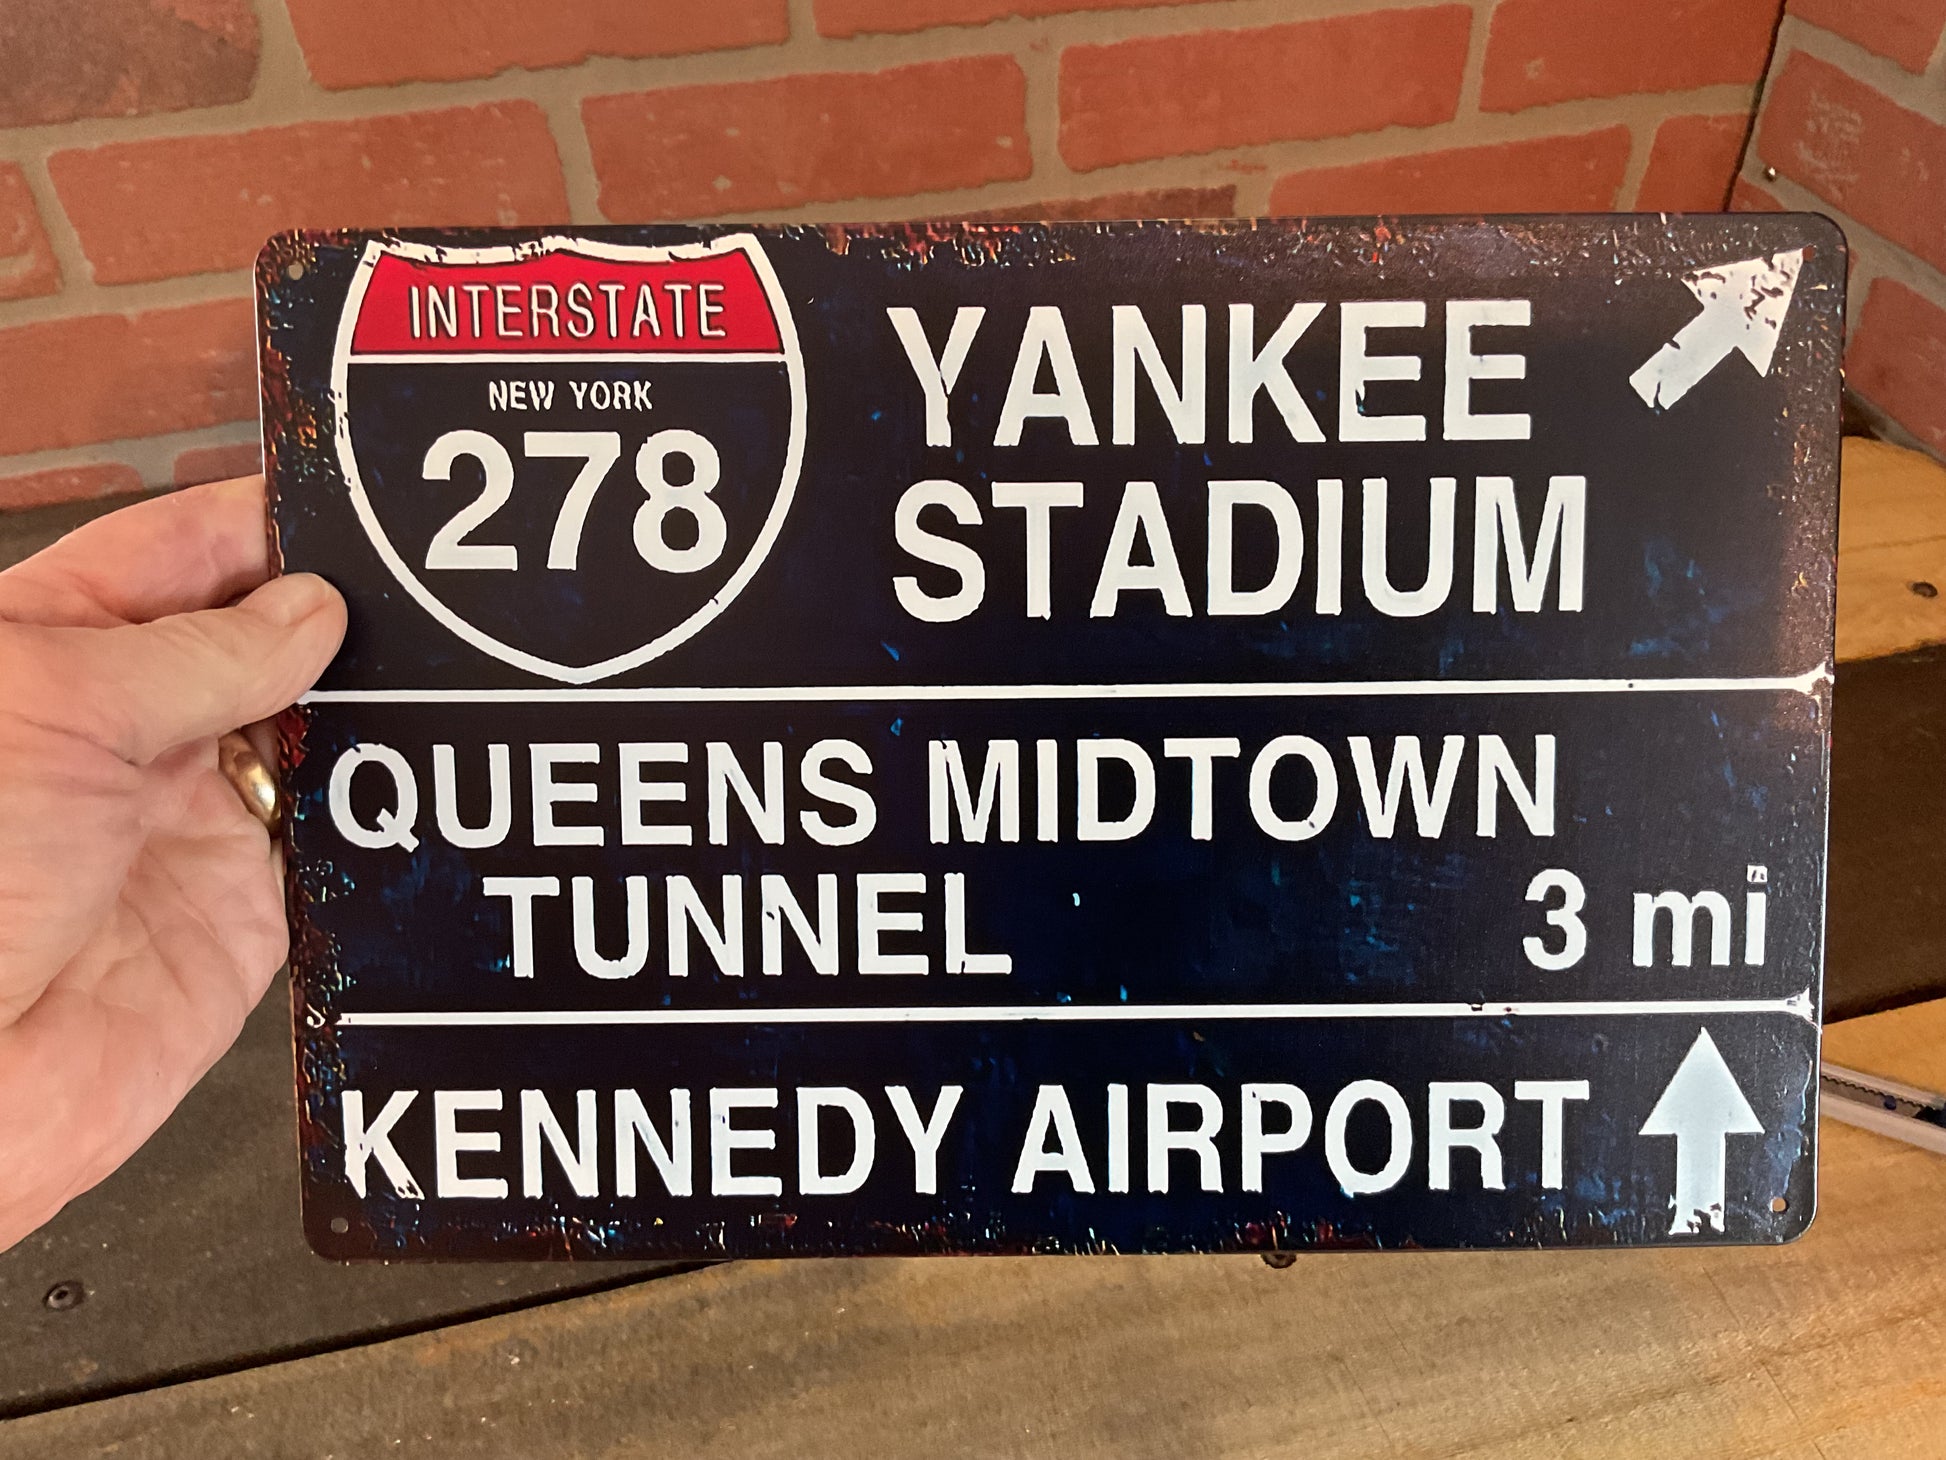 INTERSTATE
NEW YORK
278
YANKEE
STADIUM
QUEENS MIDTOWN
TUNNEL 3 mi
KENNEDY AIRPORT